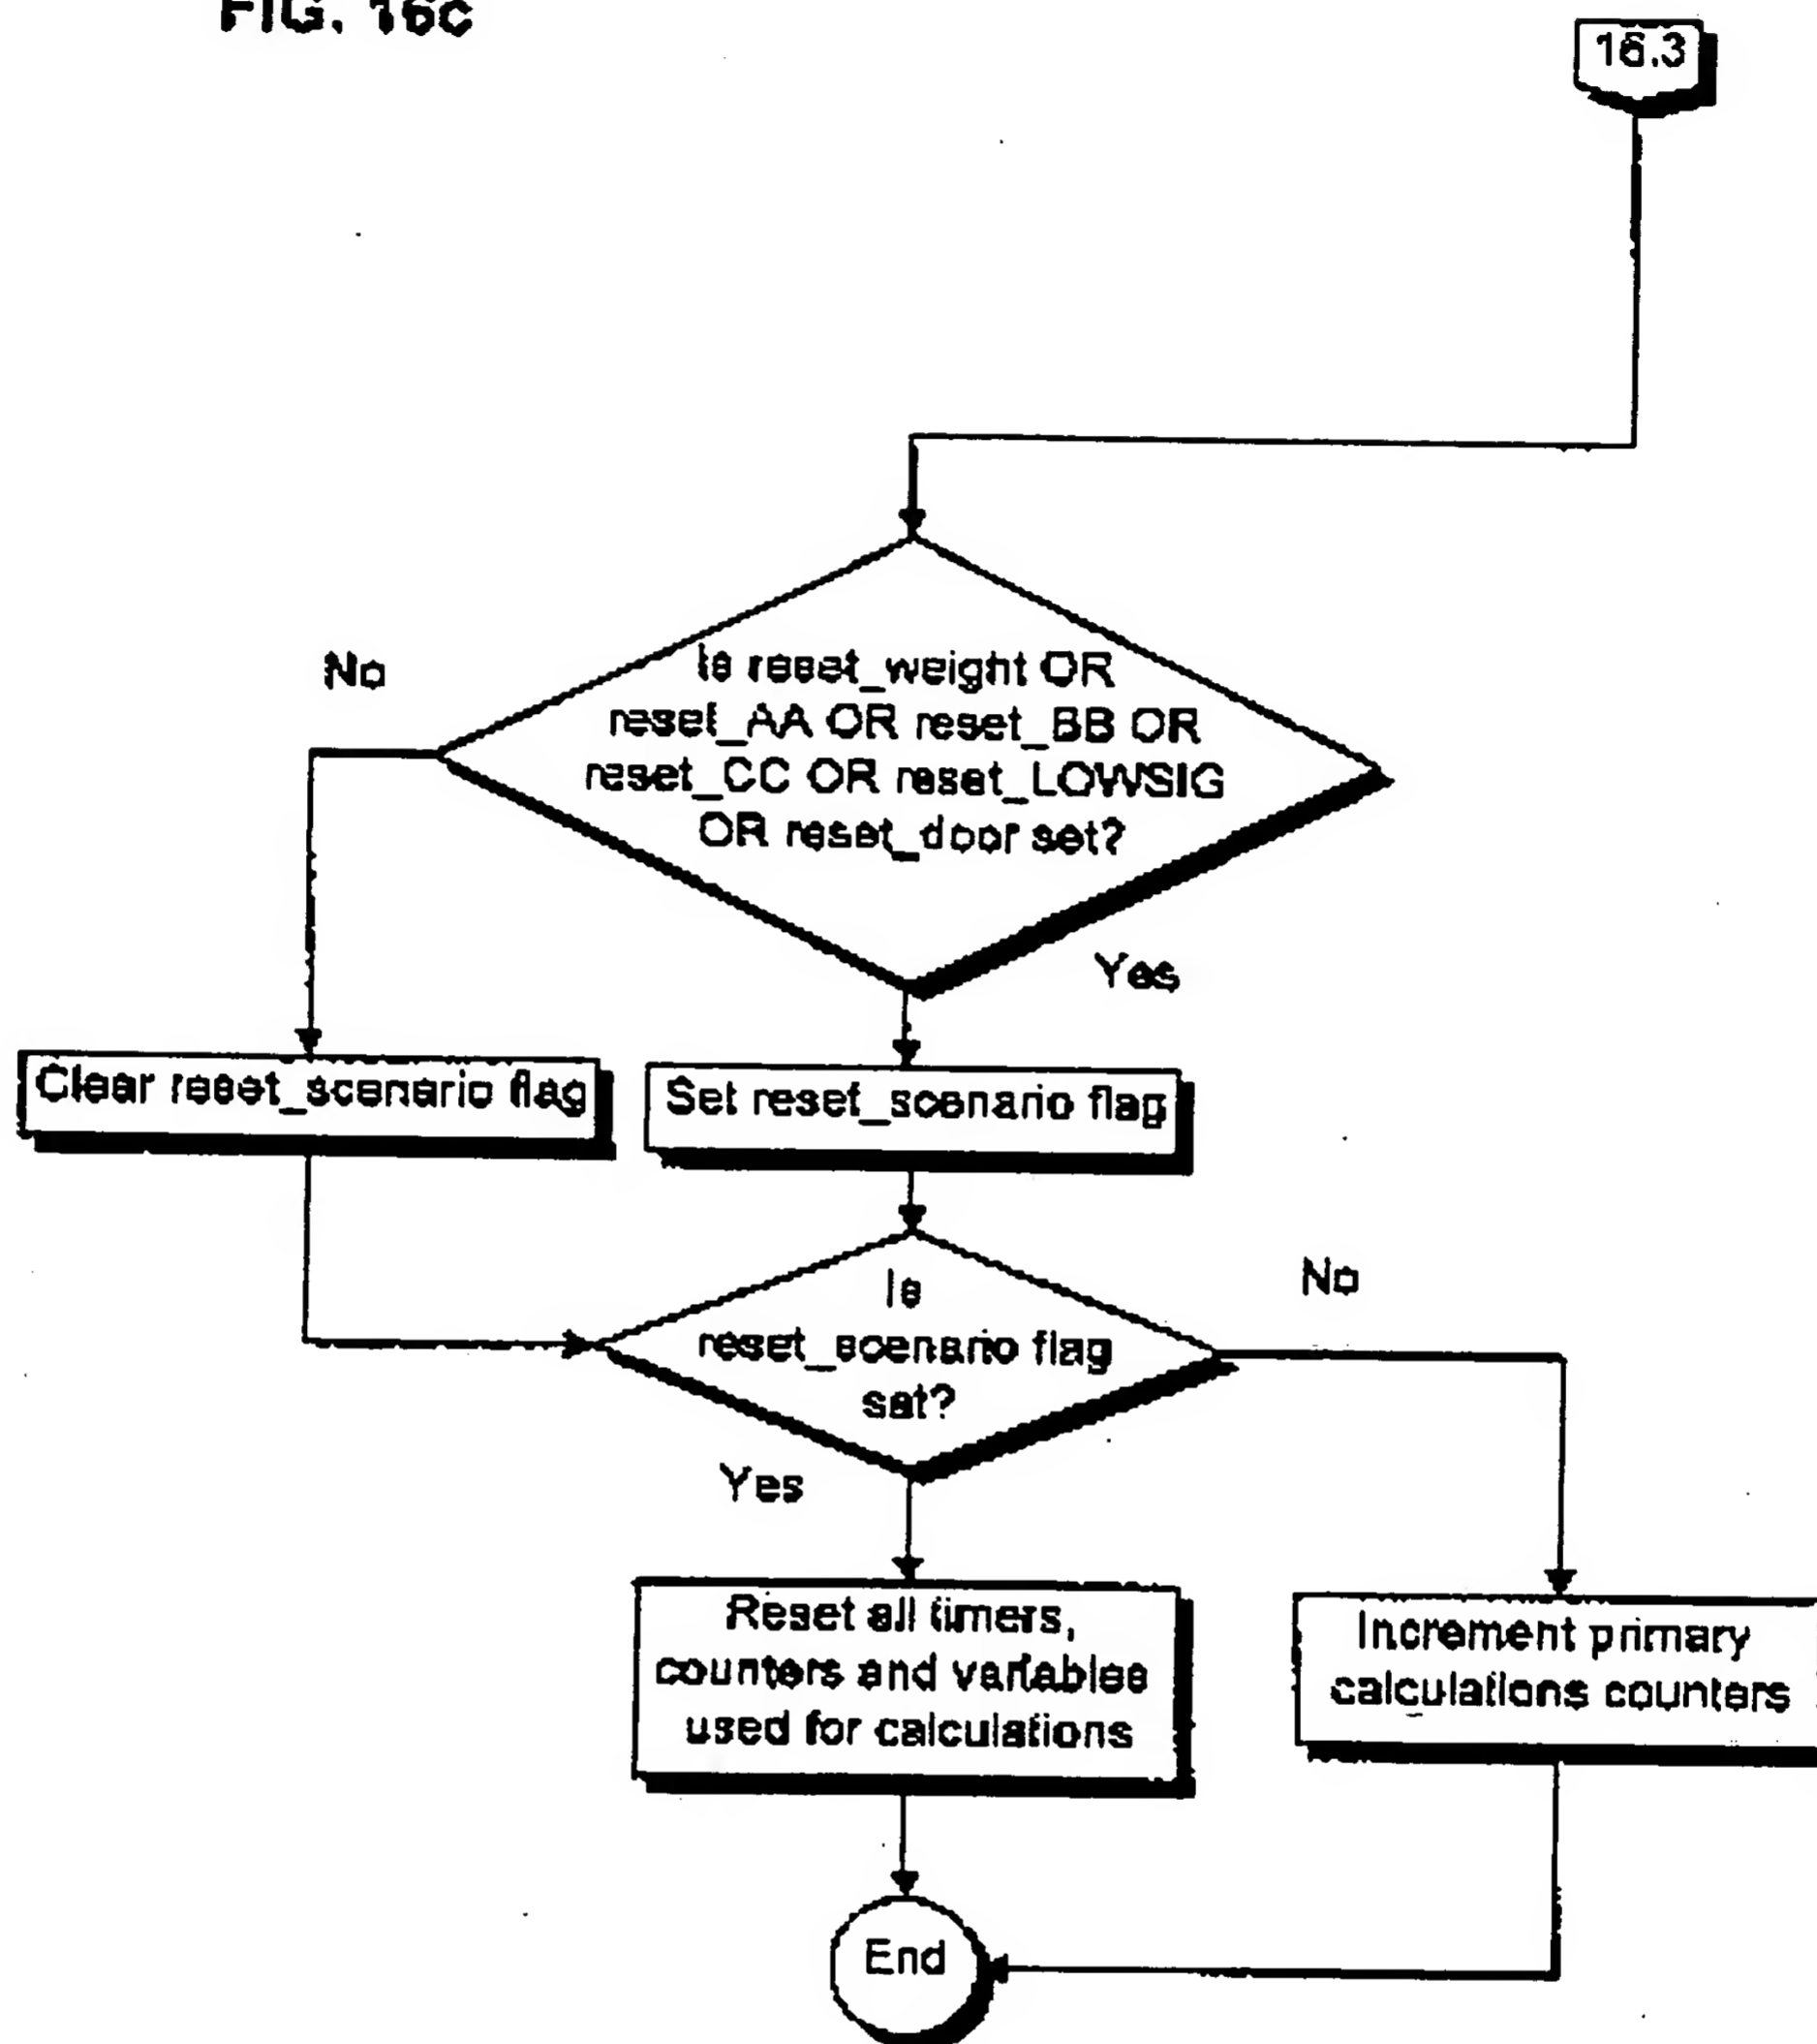 FIG. 16c
16.3
No
Is reset_weight OR
reset_AA OR reset_BB OR
reset_CC OR reset_LOWSIG
OR reset_door set?
Yes
Clear reset_scenario flag
Set reset_scenario flag
Is
reset_scenario flag
set?
No
Yes
Reset all timers,
counters and variables
used for calculations
Increment primary
calculations counters
End